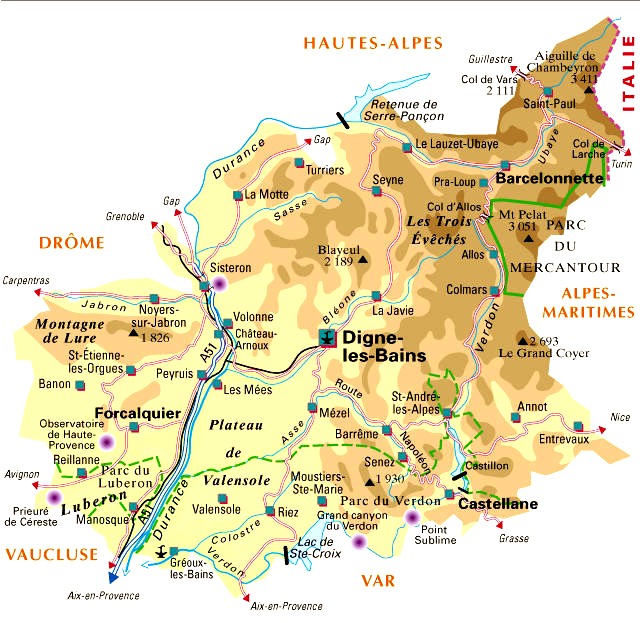 HAUTES-ALPES
ITALIE
Guillestre
Aiguille de
Chambeyron
3 411
Col de Vars
2 111
Saint-Paul
Retenue de
Serre-Ponçon
Ubaye
Col de
Larche
Turin
Gap
Durance
Le Lauzet-Ubaye
Barcelonnette
Turriers
Seyne
Pra-Loup
La Motte
Gap
Sasse
Col d'Allos
Grenoble
Les Trois
Évêchés
Mt Pelat
3 051
PARC
DU
MERCANTOUR
DRÔME
Blayeul
2 189
Allos
Sisteron
Carpentras
Colmars
ALPES-
MARITIMES
Jabron
Noyers-
sur-Jabron
Bléone
La Javie
Verdon
Volonne
Montagne
de Lure
1 826
Château-
Arnoux
Digne-
les-Bains
2 693
Le Grand Coyer
A51
St-Étienne-
les-Orgues
Peyruis
Banon
Les Mées
Route
St-André-
les-Alpes
Forcalquier
Mézel
Annot
Nice
Plateau
de
Valensole
Asse
Barrême
Entrevaux
Observatoire
de Haute-
Provence
Napoléon
Reillanne
Senez
Castillon
Avignon
Parc du
Luberon
Moustiers-
Ste-Marie
1 930
Luberon
Valensole
Parc du Verdon
Castellane
Prieuré
de Céreste
Manosque
A51
Durance
Riez
Grand canyon
du Verdon
Point
Sublime
Grasse
Colostre
VAUCLUSE
Verdon
Lac de
Ste-Croix
Gréoux-
les-Bains
VAR
Aix-en-Provence
Aix-en-Provence